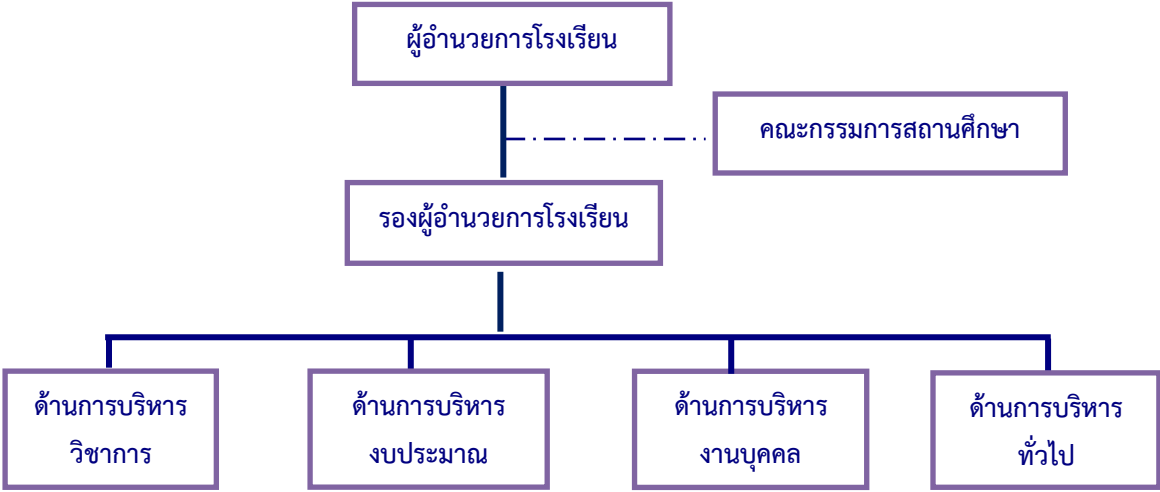 ผู้อำนวยการโรงเรียน
คณะกรรมการสถานศึกษา
รองผู้อำนวยการโรงเรียน
ด้านการบริหาร
วิชาการ
ด้านการบริหาร
งบประมาณ
ด้านการบริหาร
งานบุคคล
ด้านการบริหาร
ทั่วไป